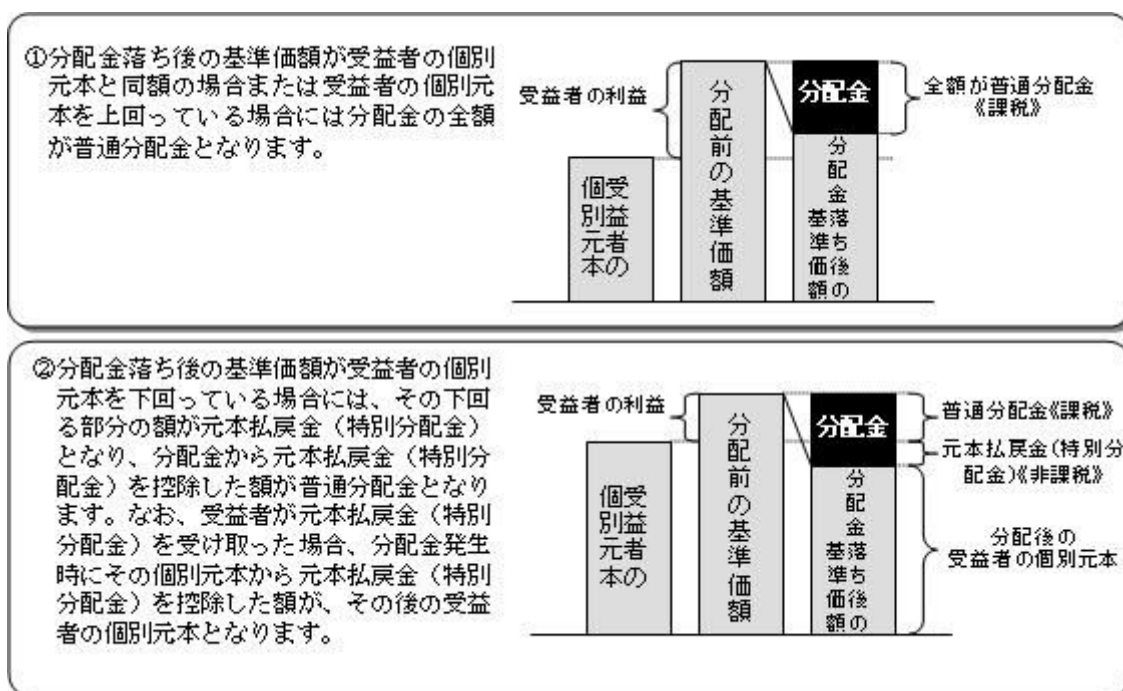 ①分配金落ち後の基準価額が受益者の個別
元本と同額の場合または受益者の個別元
本を上回っている場合には分配金の全額
が普通分配金となります。
受益者の利益
受益者の
個別元本
分配前の基準価額
分配金
分配金落ち後の
基準価額
全額が普通分配金
《課税》
②分配金落ち後の基準価額が受益者の個別
元本を下回っている場合には、その下回
る部分の額が元本払戻金（特別分配金）
となり、分配金から元本払戻金（特別分
配金）を控除した額が普通分配金となり
ます。なお、受益者が元本払戻金（特別
分配金）を受け取った場合、分配金発生
時にその個別元本から元本払戻金（特別
分配金）を控除した額が、その後の受益
者の個別元本となります。
受益者の利益
受益者の
個別元本
分配前の基準価額
分配金
分配金落ち後の
基準価額
普通分配金《課税》
元本払戻金(特別分
配金)《非課税》
分配後の
受益者の個別元本